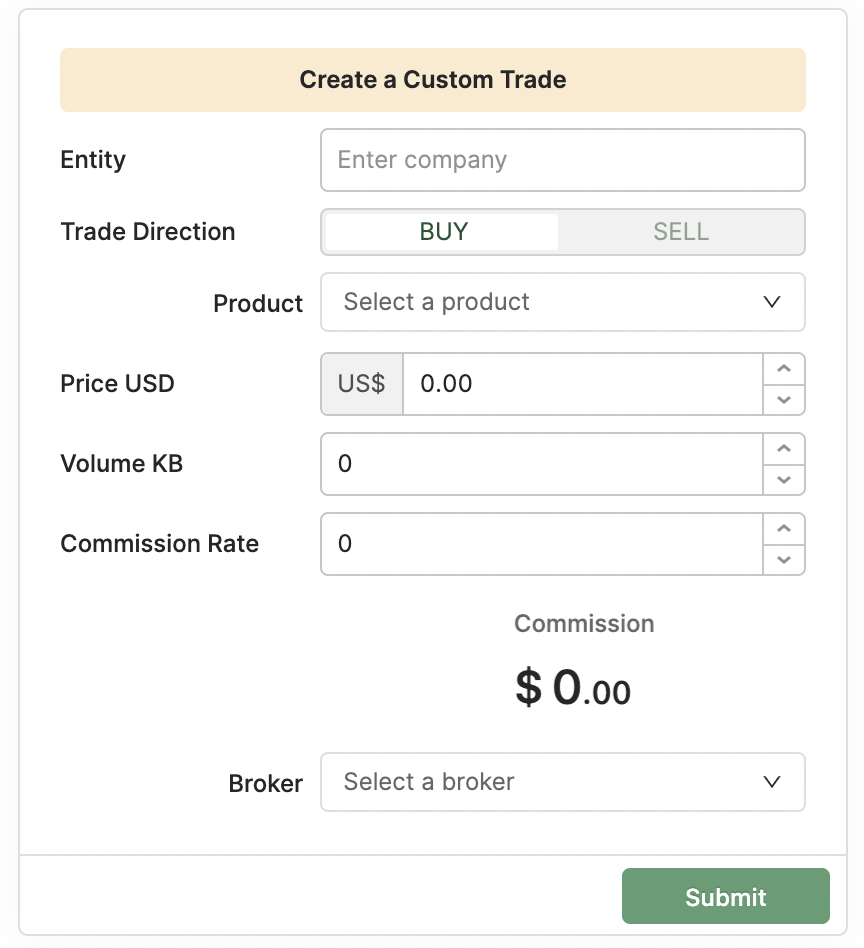 Create a Custom Trade
Entity Enter company
Trade Direction BUY SELL
Product Select a product
Price USD US$ 0.00
Volume KB 0
Commission Rate 0
Commission
$ 0.00
Broker Select a broker
Submit